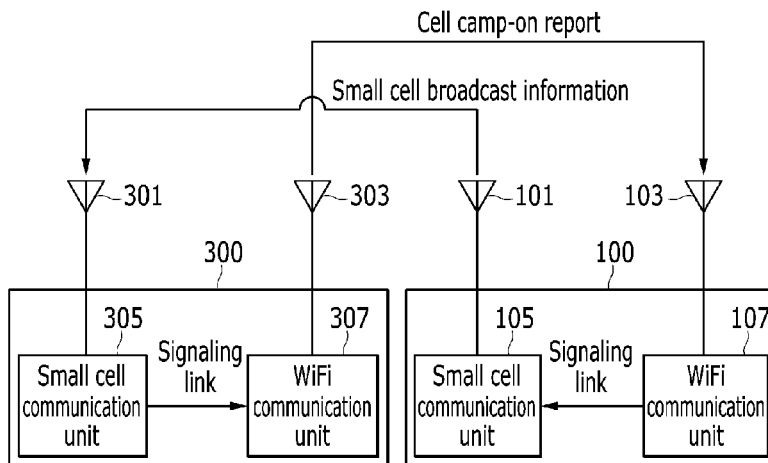 Cell camp-on report
Small cell broadcast information
301
303
101
103
300
100
305
307
105
107
Small cell
communication
unit
Signaling
link
WiFi
communication
unit
Small cell
communication
unit
Signaling
link
WiFi
communication
unit